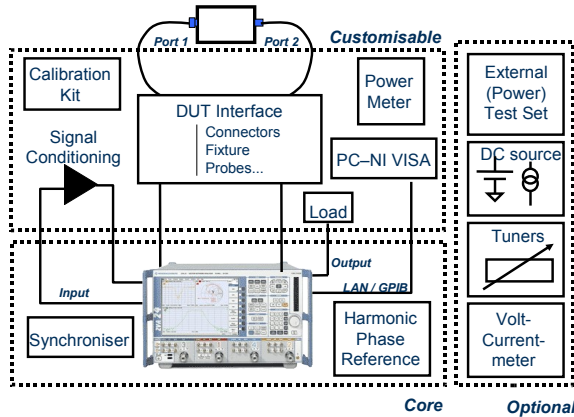 Port 1
Port 2
Customisable
Calibration
Kit
Power
Meter
External
(Power)
Test Set
DUT Interface
Connectors
Fixture
Probes...
Signal
Conditioning
PC–NI VISA
DC source
Load
Tuners
Output
Input
LAN / GPIB
Synchroniser
Harmonic
Phase
Reference
Volt-
Current-
meter
Core
Optional